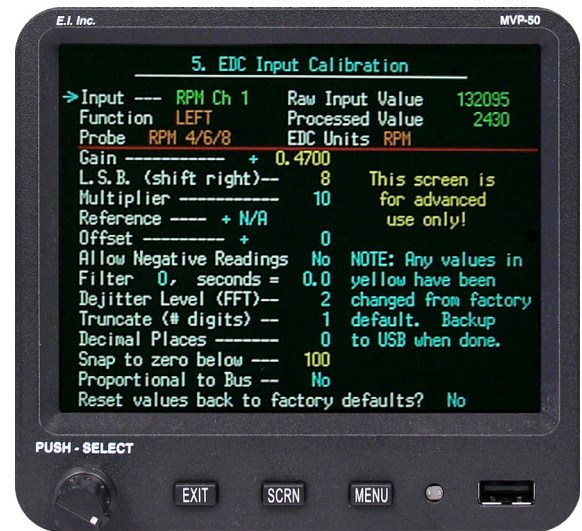 E.I. Inc. MVP-50
5. EDC Input Calibration
Input --- RPM Ch 1 Raw Input Value 132095
Function LEFT Processed Value 2430
Probe RPM 4/6/8 EDC Units RPM
Gain ------------ + 0.4700
L.S.B. (shift right)-- 8 This screen is
Multiplier ----------- 10 for advanced
Reference ---- + N/A use only!
Offset --------- + 0
Allow Negative Readings No NOTE: Any values in
Filter 0, seconds = 0.0 yellow have been
Dejitter Level (FFT)-- 2 changed from factory
Truncate (# digits) -- 1 default. Backup
Decimal Places ------- 0 to USB when done.
Snap to zero below --- 100
Proportional to Bus -- No
Reset values back to factory defaults? No
PUSH - SELECT
EXIT SCRN MENU